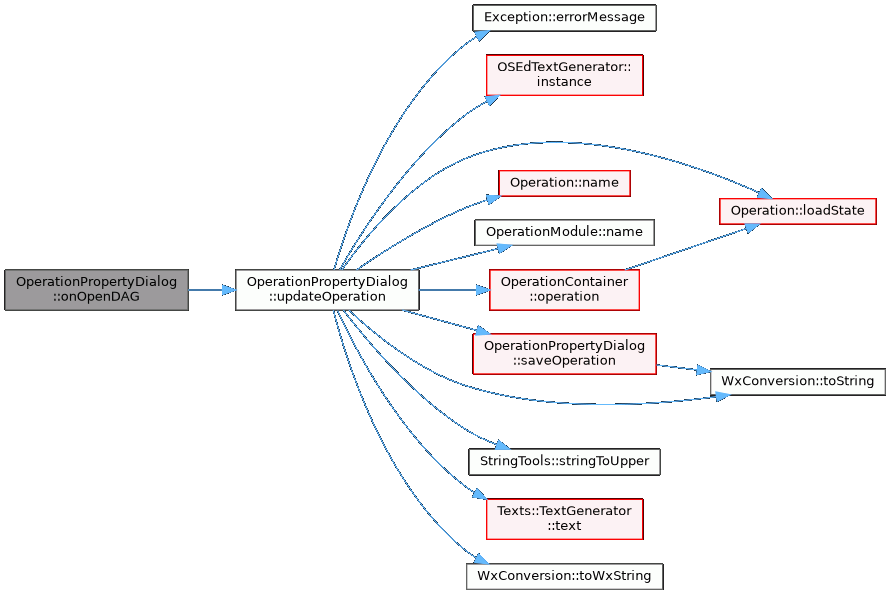 Exception::errorMessage
OSEdTextGenerator::
instance
Operation::name
Operation::loadState
OperationModule::name
OperationPropertyDialog
::onOpenDAG
OperationPropertyDialog
::updateOperation
OperationContainer
::operation
OperationPropertyDialog
::saveOperation
WxConversion::toString
StringTools::stringToUpper
Texts::TextGenerator
::text
WxConversion::toWxString